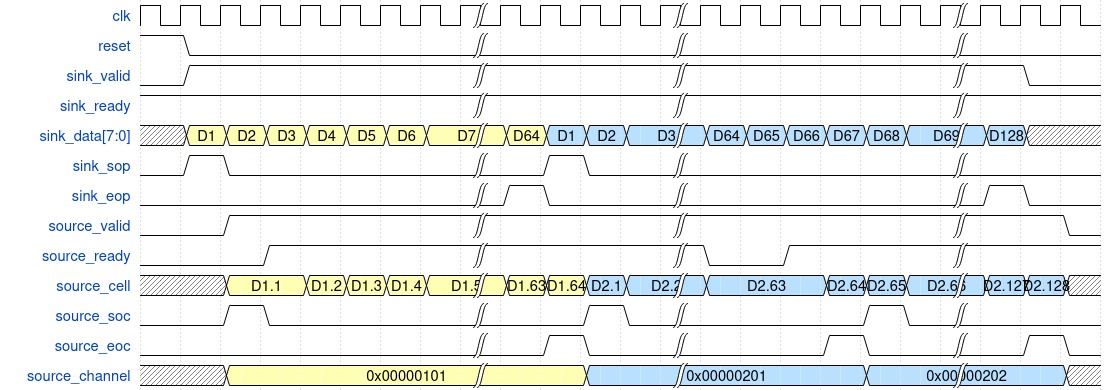 clk
reset
sink_valid
sink_ready
sink_data[7:0] D1 D2 D3 D4 D5 D6 D7 D64 D1 D2 D3 D64 D65 D66 D67 D68 D69 D128
sink_sop
sink_eop
source_valid
source_ready
source_cell D1.1 D1.2 D1.3 D1.4 D1.5 D1.63 D1.64 D2.1 D2.2 D2.63 D2.64 D2.65 D2.6 D2.127 D2.128
source_soc
source_eoc
source_channel 0x00000101 0x00000201 0x00000202